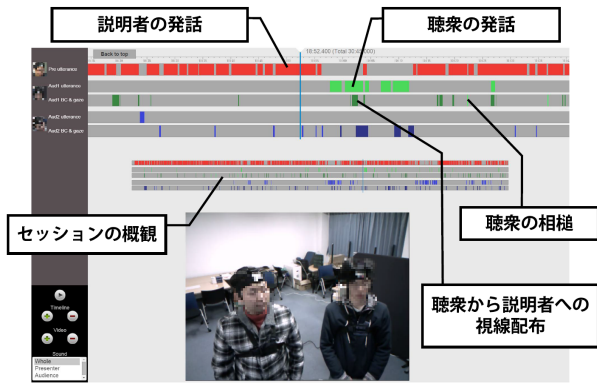 説明者の発話
聴衆の発話
Back to top
18:52.400 (Total 30:45.000)
Pre utterance
Aud1 utterance
Aud1 BC & gaze
Aud2 utterance
Aud2 BC & gaze
セッションの概観
聴衆の相槌
聴衆から説明者への
視線配布
Timeline
Video
Sound
Whole
Presenter
Audience